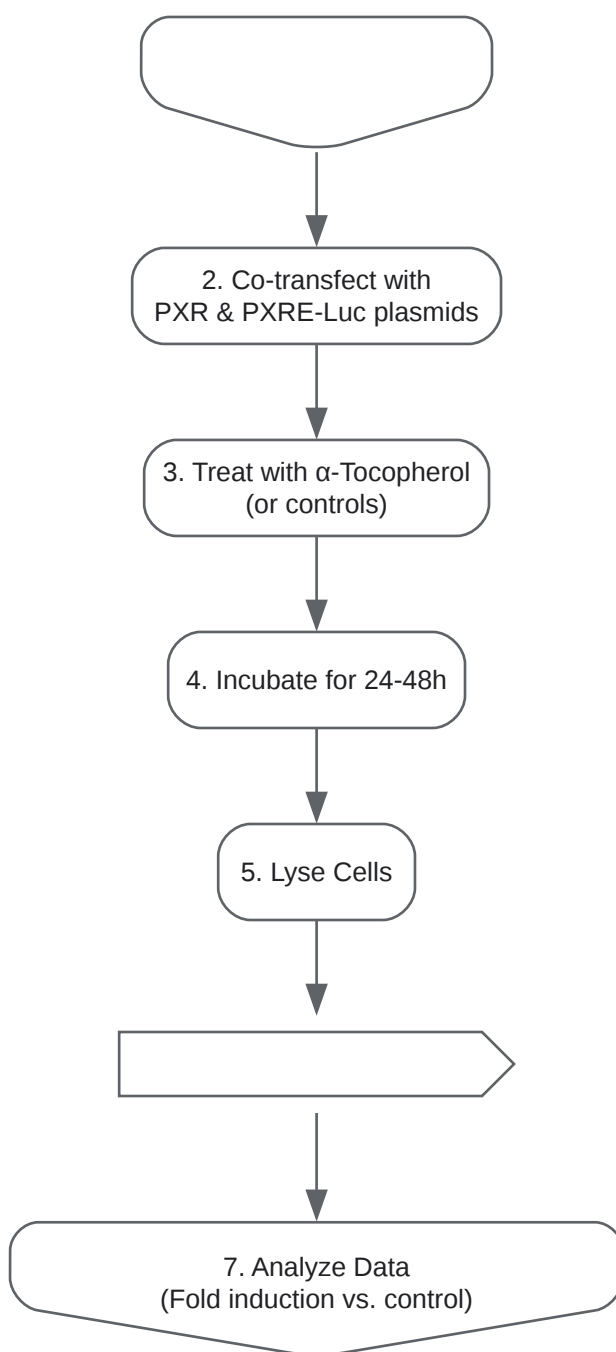 2. Co-transfect with
PXR & PXRE-Luc plasmids
3. Treat with α-Tocopherol
(or controls)
4. Incubate for 24-48h
5. Lyse Cells
7. Analyze Data
(Fold induction vs. control)